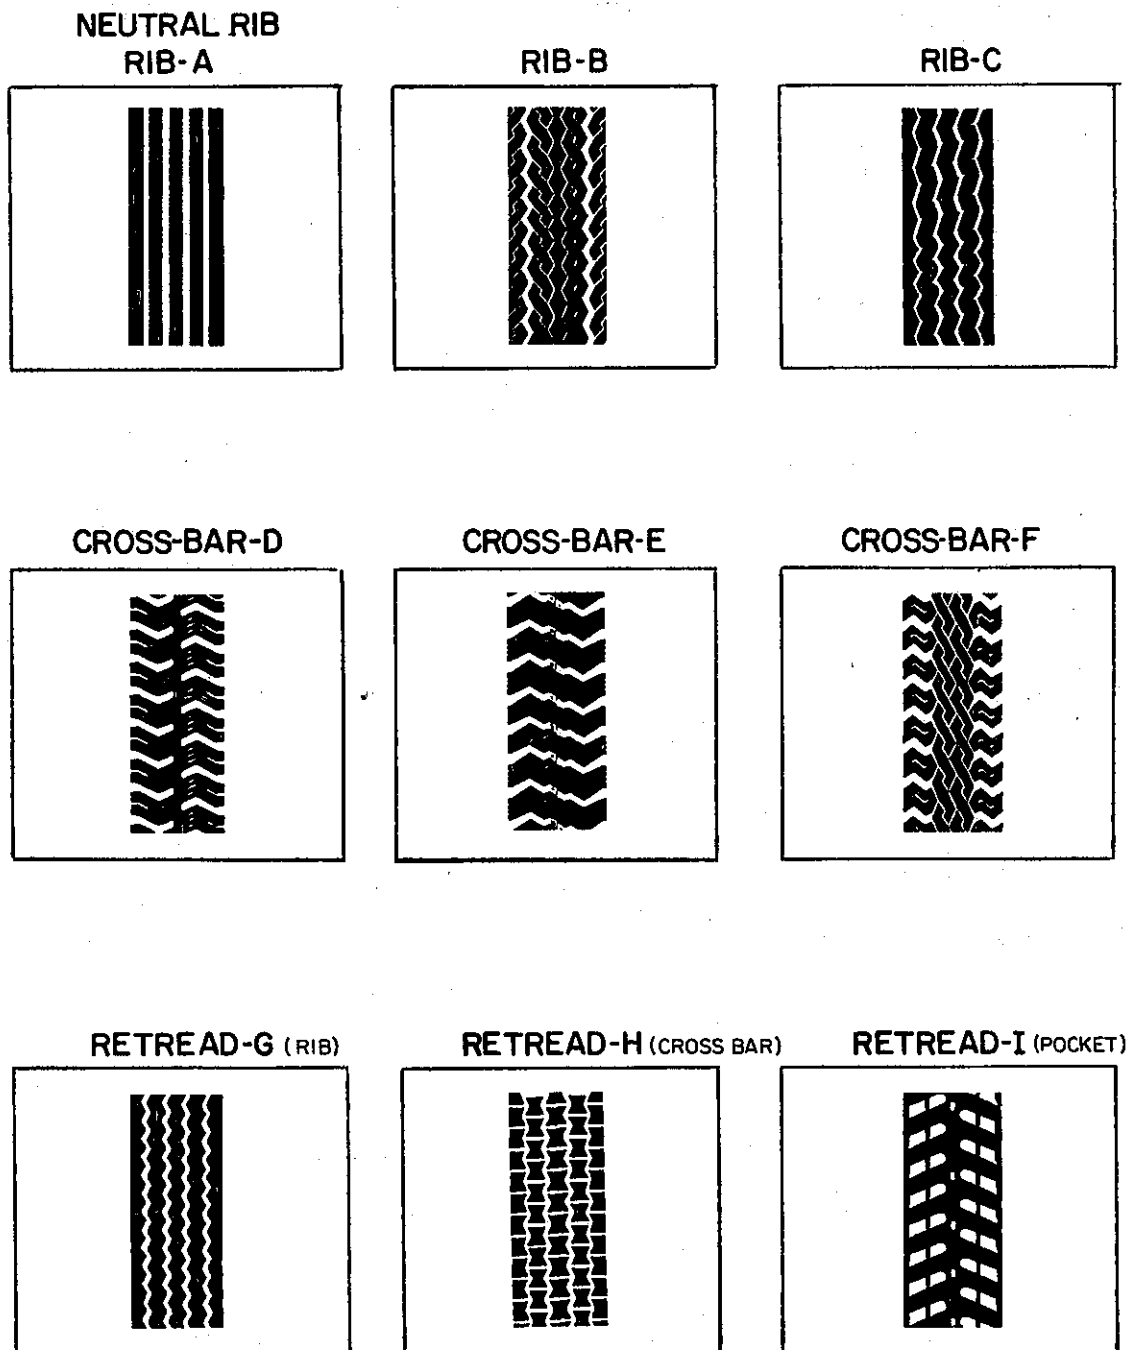 NEUTRAL RIB
RIB-A
RIB-B
RIB-C
CROSS-BAR-D
CROSS-BAR-E
CROSS-BAR-F
RETREAD-G (RIB)
RETREAD-H (CROSS BAR)
RETREAD-I (POCKET)